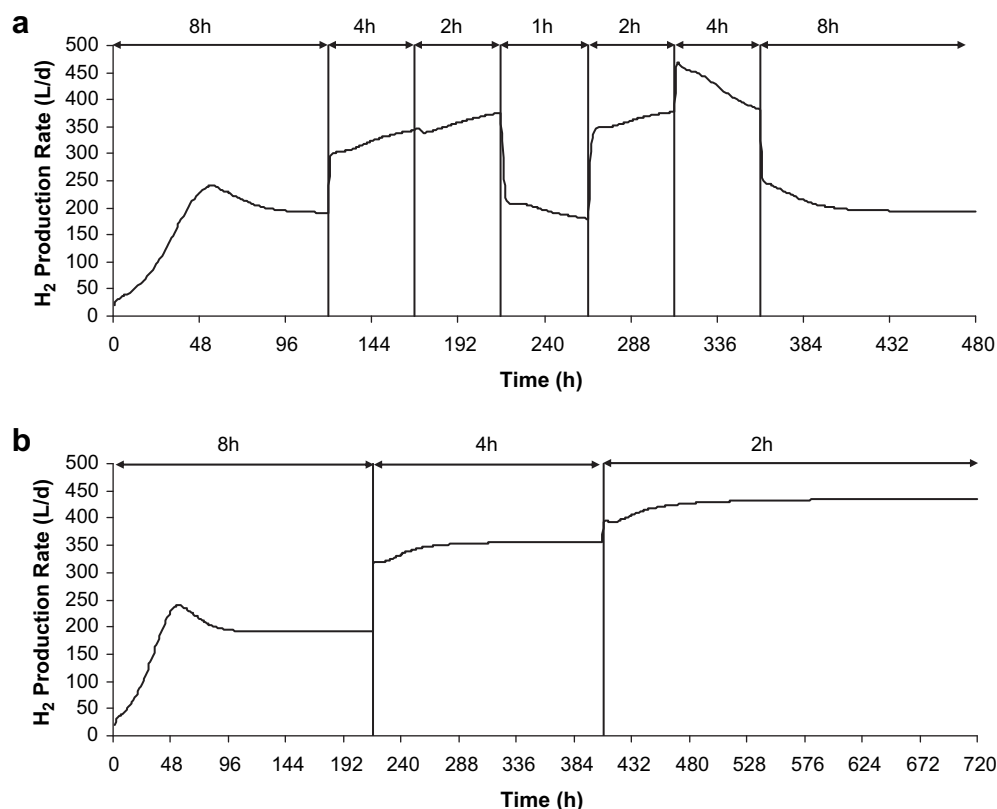 a
8h 4h 2h 1h 2h 4h 8h
500
450
400
350
300
250
200
150
100
50
0
H₂ Production Rate (L/d)
0 48 96 144 192 240 288 336 384 432 480
Time (h)
b
8h 4h 2h
500
450
400
350
300
250
200
150
100
50
0
H₂ Production Rate (L/d)
0 48 96 144 192 240 288 336 384 432 480 528 576 624 672 720
Time (h)